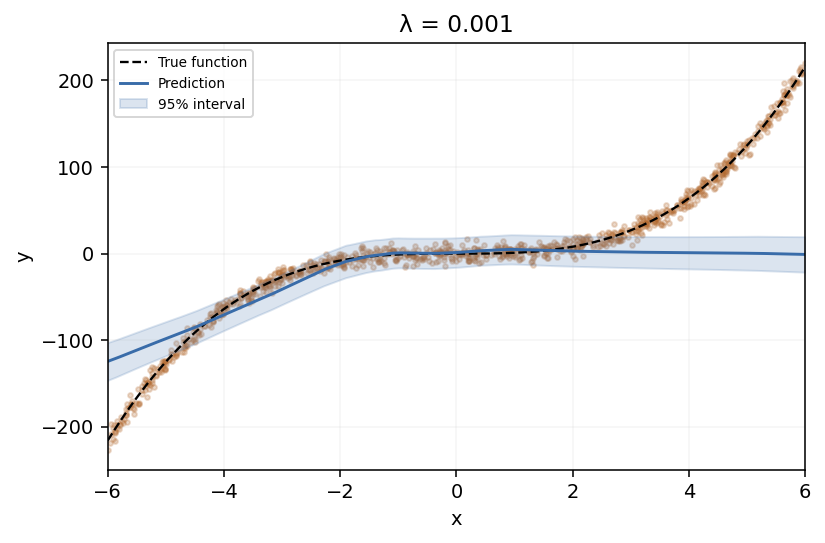 λ = 0.001
True function
Prediction
95% interval
y
200
100
0
−100
−200
−6 −4 −2 0 2 4 6
x